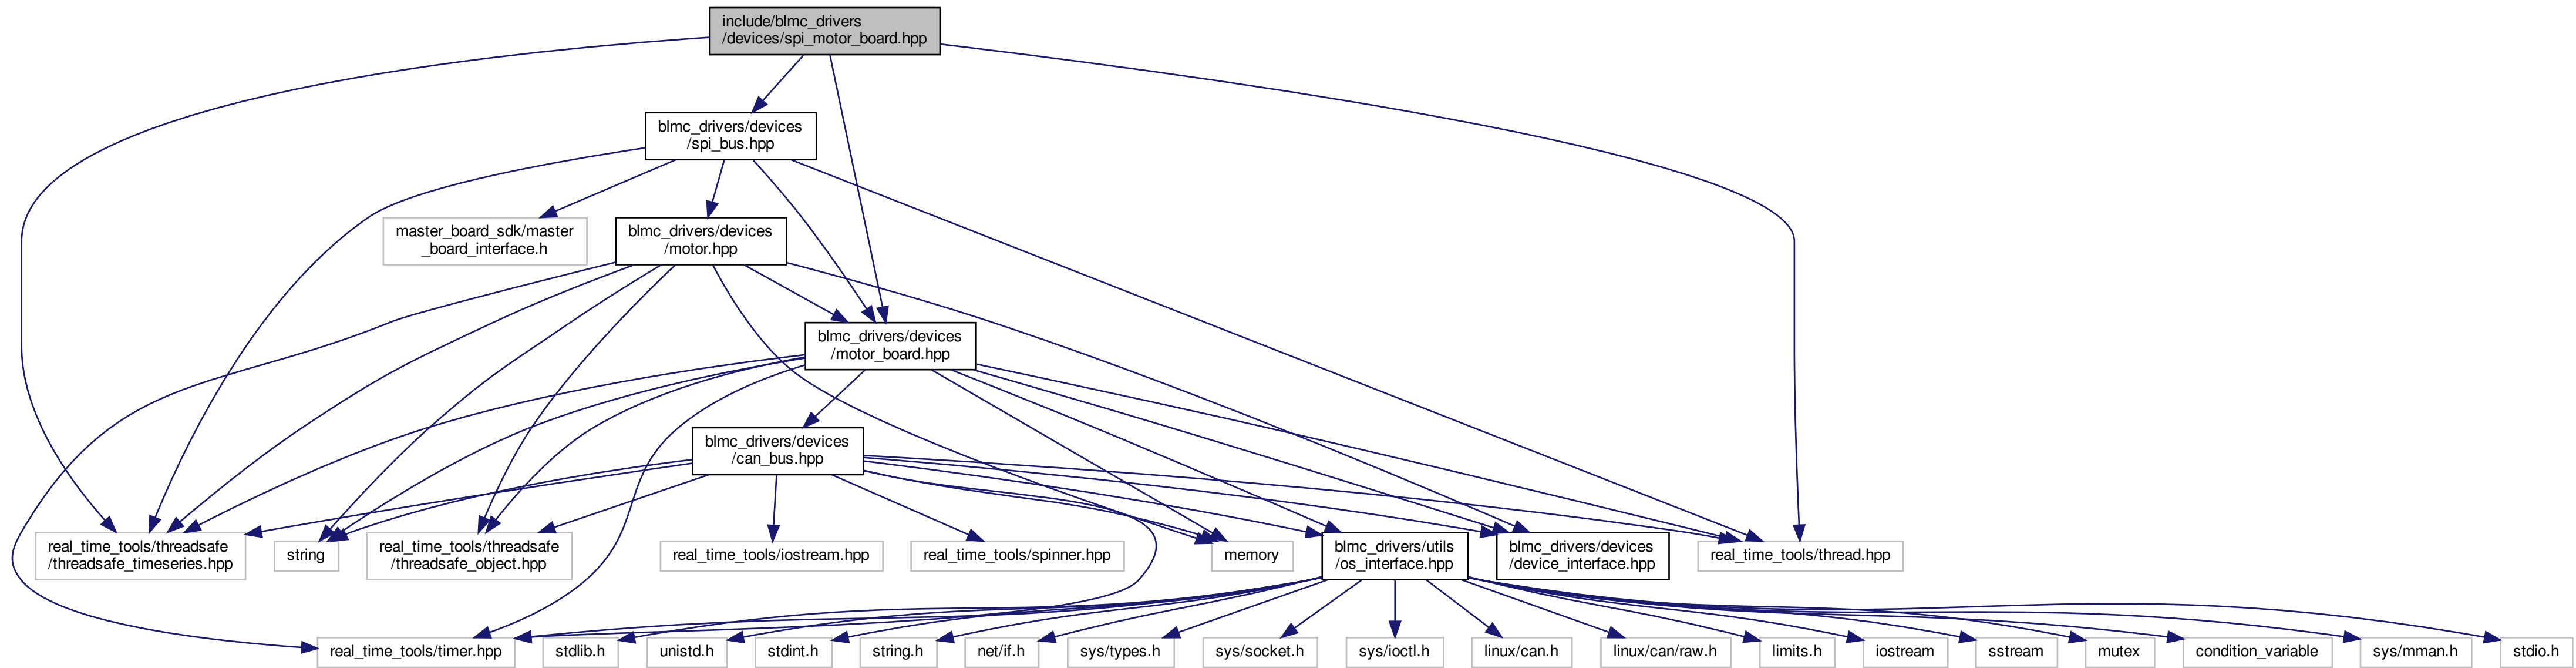 include/blmc_drivers
/devices/spi_motor_board.hpp
blmc_drivers/devices
/spi_bus.hpp
master_board_sdk/master
_board_interface.h
blmc_drivers/devices
/motor.hpp
blmc_drivers/devices
/motor_board.hpp
blmc_drivers/devices
/can_bus.hpp
real_time_tools/threadsafe
/threadsafe_timeseries.hpp
string
real_time_tools/threadsafe
/threadsafe_object.hpp
real_time_tools/iostream.hpp
real_time_tools/spinner.hpp
memory
blmc_drivers/utils
/os_interface.hpp
blmc_drivers/devices
/device_interface.hpp
real_time_tools/thread.hpp
real_time_tools/timer.hpp
stdlib.h
unistd.h
stdint.h
string.h
net/if.h
sys/types.h
sys/socket.h
sys/ioctl.h
linux/can.h
linux/can/raw.h
limits.h
iostream
sstream
mutex
condition_variable
sys/mman.h
stdio.h